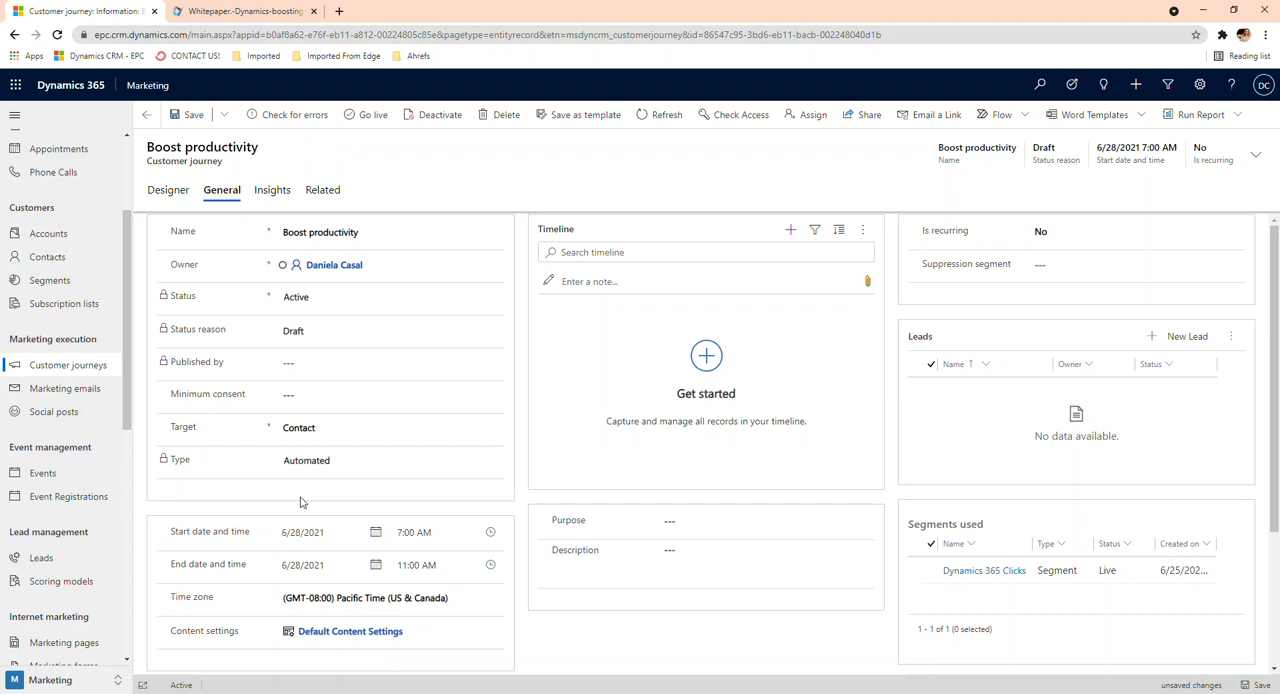 Customer journey: Information: E
Whitepaper.-Dynamics-boosting
epc.crm.dynamics.com/main.aspx?appid=b0af8a62-e76f-eb11-a812-00224805c85e&pagetype=entityrecord&etn=msdyncrm_customerjourney&id=86547c95-3bd6-eb11-bacb-002248040d1b
Apps
Dynamics CRM - EPC
CONTACT US!
Imported
Imported From Edge
Ahrefs
Reading list
Dynamics 365
Marketing
DC
Save
Check for errors
Go live
Deactivate
Delete
Save as template
Refresh
Check Access
Assign
Share
Email a Link
Flow
Word Templates
Run Report
Appointments
Phone Calls
Customers
Accounts
Contacts
Segments
Subscription lists
Marketing execution
Customer journeys
Marketing emails
Social posts
Event management
Events
Event Registrations
Lead management
Leads
Scoring models
Internet marketing
Marketing pages
Marketing forms
M Marketing
Boost productivity
Customer journey
Boost productivity
Name
Draft
Status reason
6/28/2021 7:00 AM
Start date and time
No
Is recurring
Designer
General
Insights
Related
Name * Boost productivity
Owner * Daniela Casal
Status * Active
Status reason Draft
Published by ---
Minimum consent ---
Target * Contact
Type Automated
Start date and time 6/28/2021 7:00 AM
End date and time 6/28/2021 11:00 AM
Time zone (GMT-08:00) Pacific Time (US & Canada)
Content settings Default Content Settings
Timeline
Search timeline
Enter a note...
Get started
Capture and manage all records in your timeline.
Purpose ---
Description ---
Is recurring No
Suppression segment ---
Leads
New Lead
Name ↑ Owner Status
No data available.
Segments used
Name Type Status Created on
Dynamics 365 Clicks Segment Live 6/25/202...
1 - 1 of 1 (0 selected)
Active
unsaved changes
Save